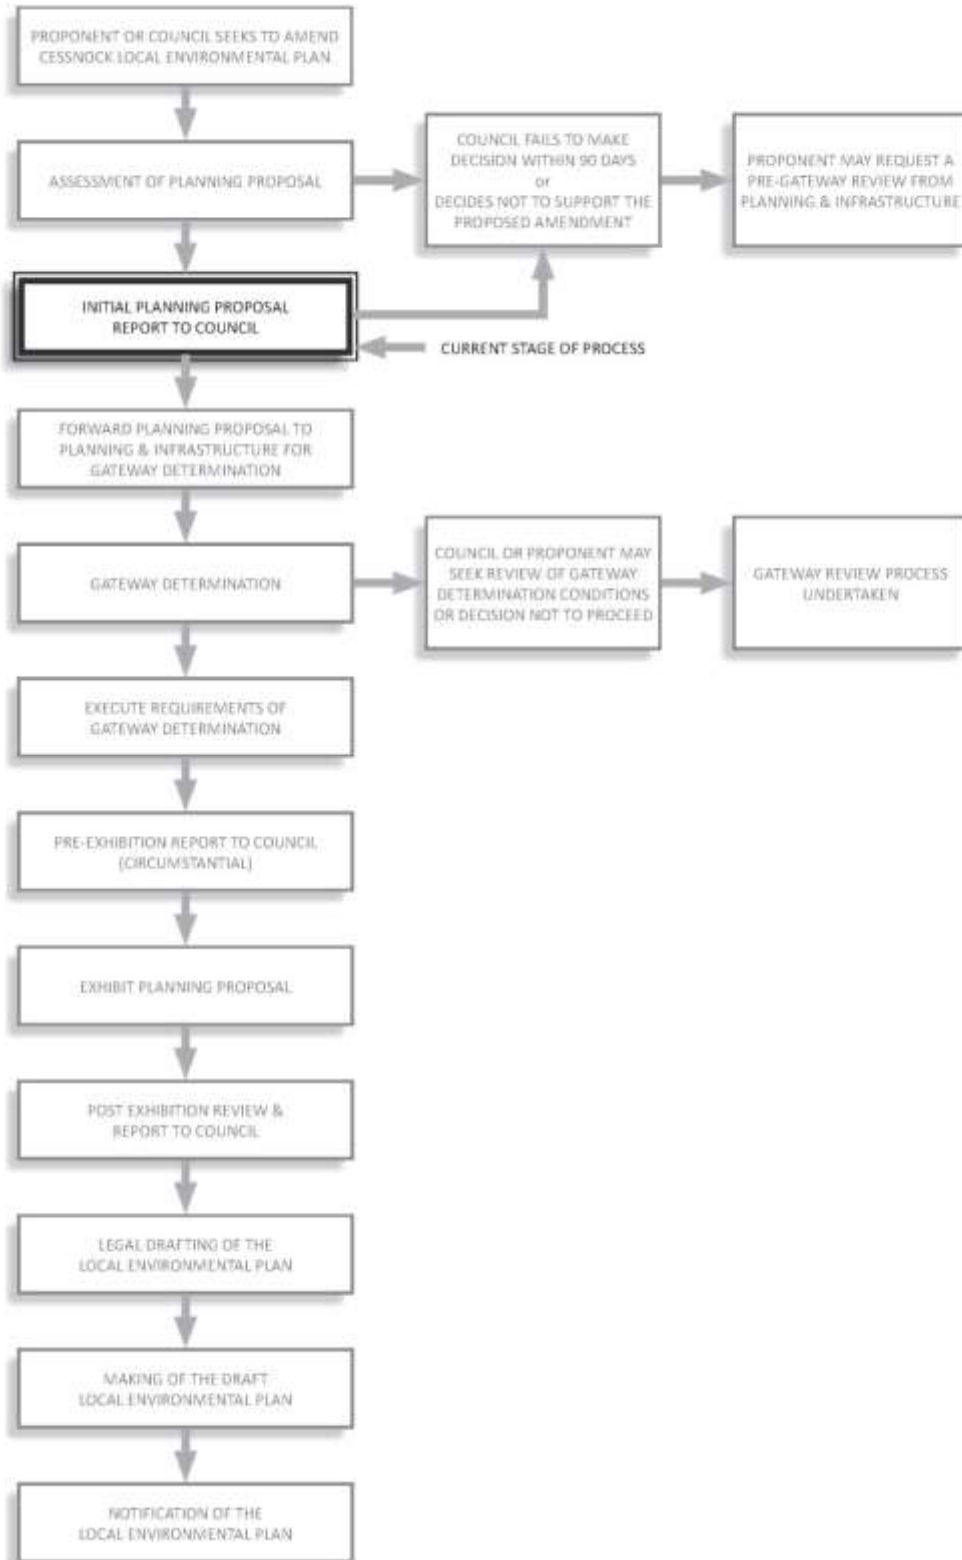 PROPONENT OR COUNCIL SEEKS TO AMEND
CESSNOCK LOCAL ENVIRONMENTAL PLAN
ASSESSMENT OF PLANNING PROPOSAL
COUNCIL FAILS TO MAKE
DECISION WITHIN 90 DAYS
or
DECIDES NOT TO SUPPORT THE
PROPOSED AMENDMENT
PROPONENT MAY REQUEST A
PRE-GATEWAY REVIEW FROM
PLANNING & INFRASTRUCTURE
INITIAL PLANNING PROPOSAL
REPORT TO COUNCIL
CURRENT STAGE OF PROCESS
FORWARD PLANNING PROPOSAL TO
PLANNING & INFRASTRUCTURE FOR
GATEWAY DETERMINATION
GATEWAY DETERMINATION
COUNCIL OR PROPONENT MAY
SEEK REVIEW OF GATEWAY
DETERMINATION CONDITIONS
OR DECISION NOT TO PROCEED
GATEWAY REVIEW PROCESS
UNDERTAKEN
EXECUTE REQUIREMENTS OF
GATEWAY DETERMINATION
PRE-EXHIBITION REPORT TO COUNCIL
(CIRCUMSTANTIAL)
EXHIBIT PLANNING PROPOSAL
POST EXHIBITION REVIEW &
REPORT TO COUNCIL
LEGAL DRAFTING OF THE
LOCAL ENVIRONMENTAL PLAN
MAKING OF THE DRAFT
LOCAL ENVIRONMENTAL PLAN
NOTIFICATION OF THE
LOCAL ENVIRONMENTAL PLAN